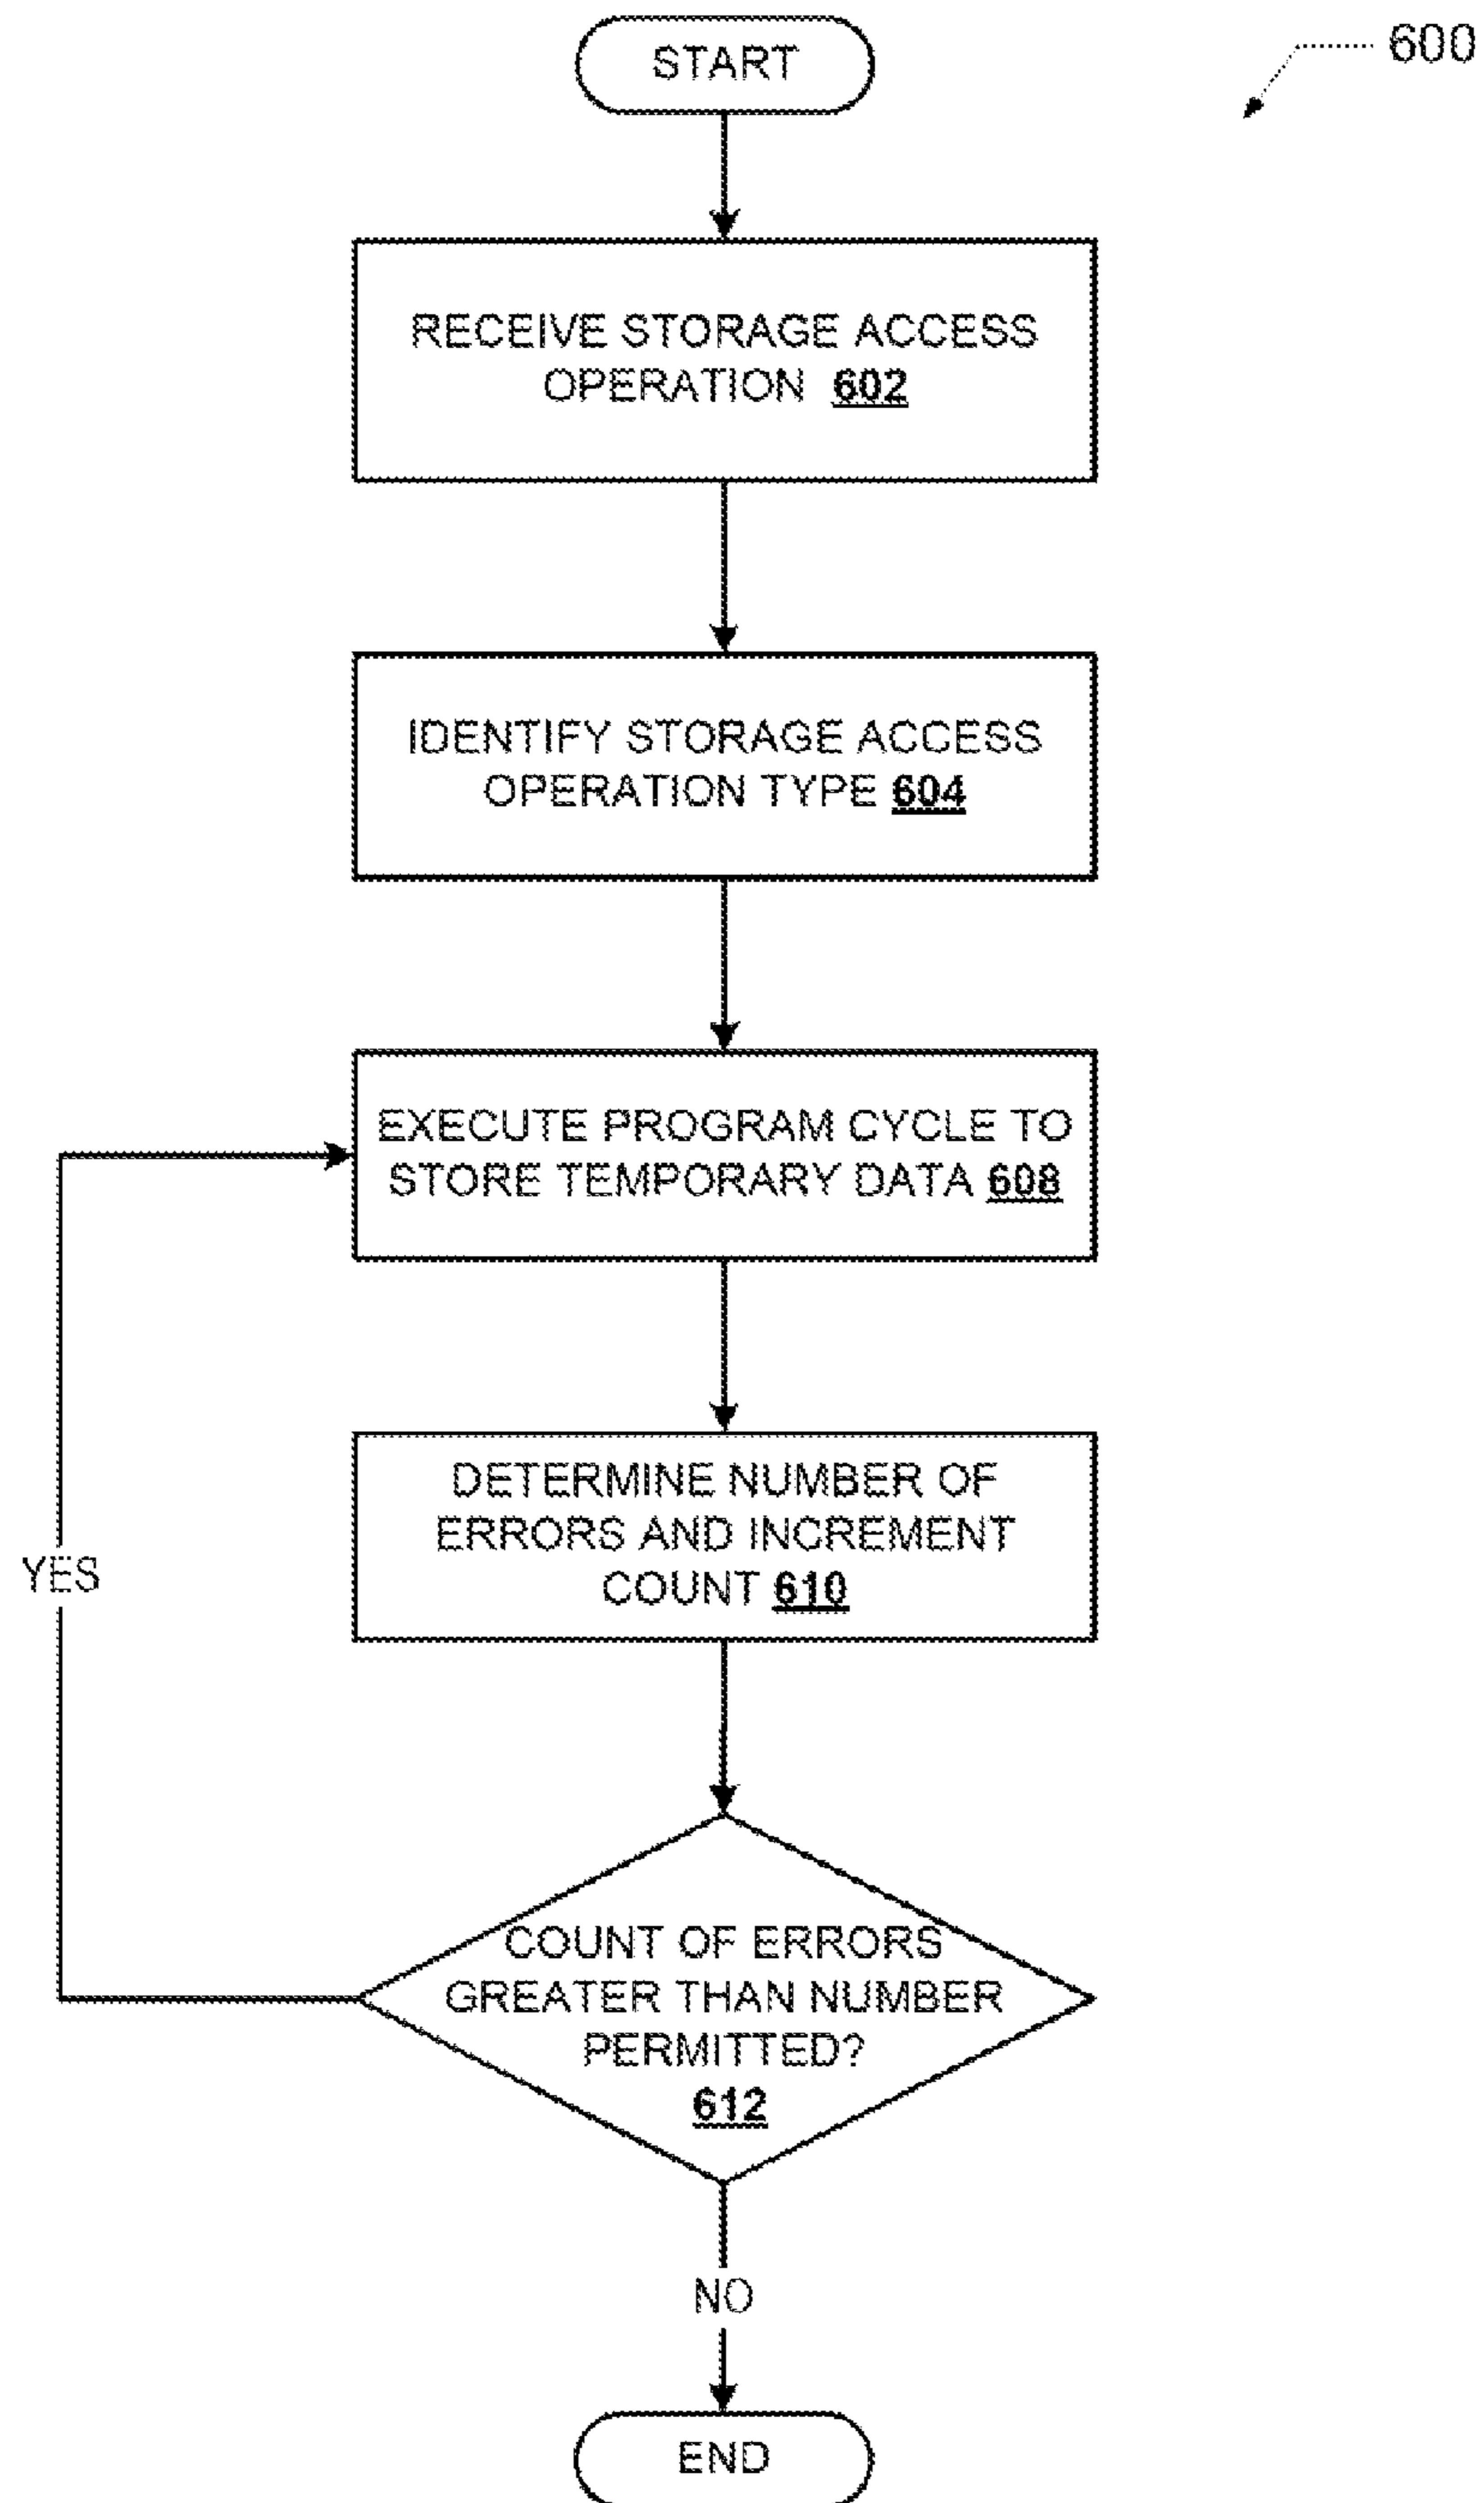 START
600
RECEIVE STORAGE ACCESS
OPERATION 602
IDENTIFY STORAGE ACCESS
OPERATION TYPE 604
EXECUTE PROGRAM CYCLE TO
STORE TEMPORARY DATA 608
DETERMINE NUMBER OF
ERRORS AND INCREMENT
COUNT 610
YES
COUNT OF ERRORS
GREATER THAN NUMBER
PERMITTED?
612
NO
END